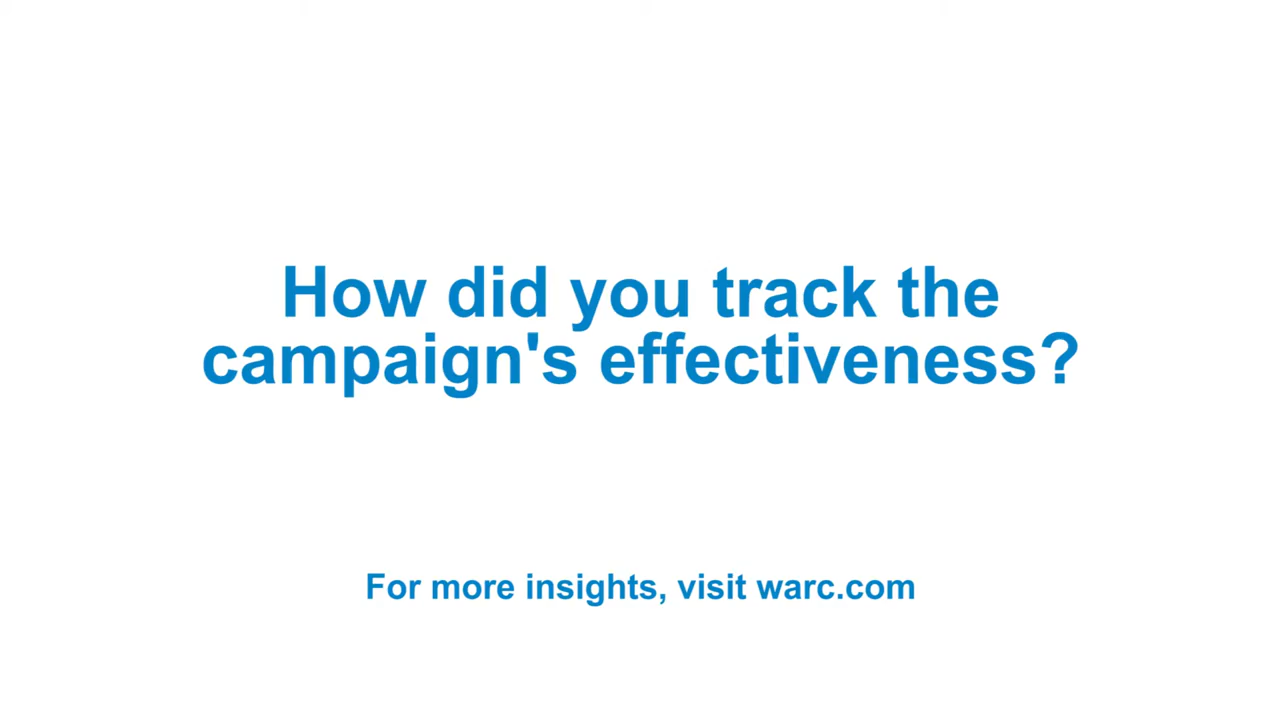 How did you track the
campaign's effectiveness?
For more insights, visit warc.com